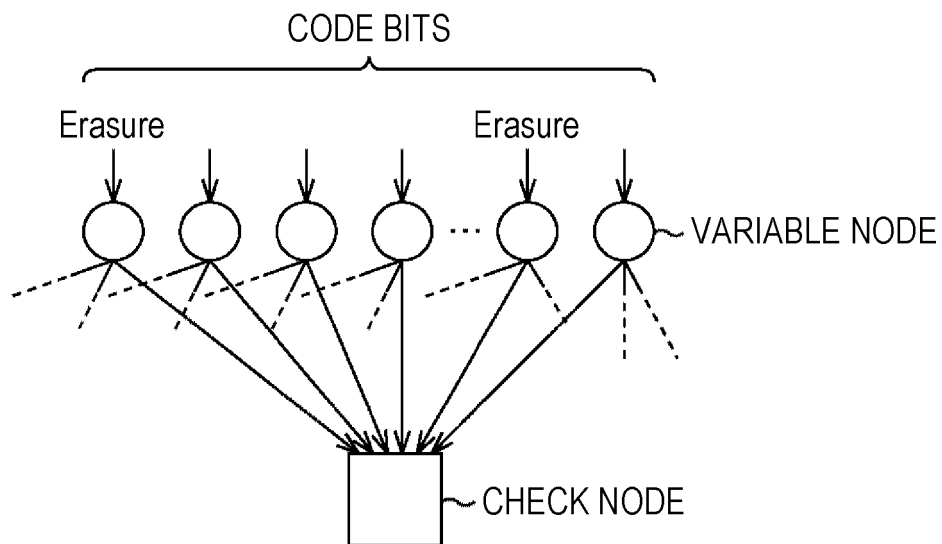 CODE BITS
Erasure
Erasure
...
VARIABLE NODE
CHECK NODE